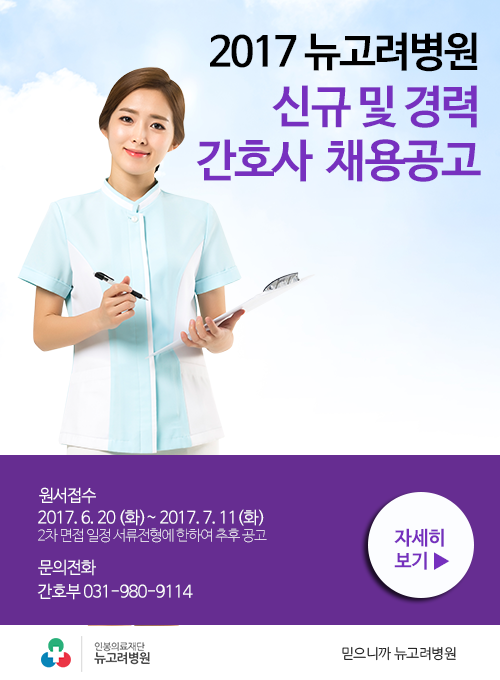 2017 뉴고려병원
신규 및 경력
간호사 채용공고
원서접수
2017. 6. 20 (화) ~ 2017. 7. 11 (화)
2차 면접 일정 서류전형에 한하여 추후 공고
문의전화
간호부 031-980-9114
자세히
보기 ▶
인봉의료재단
뉴고려병원
믿으니까 뉴고려병원